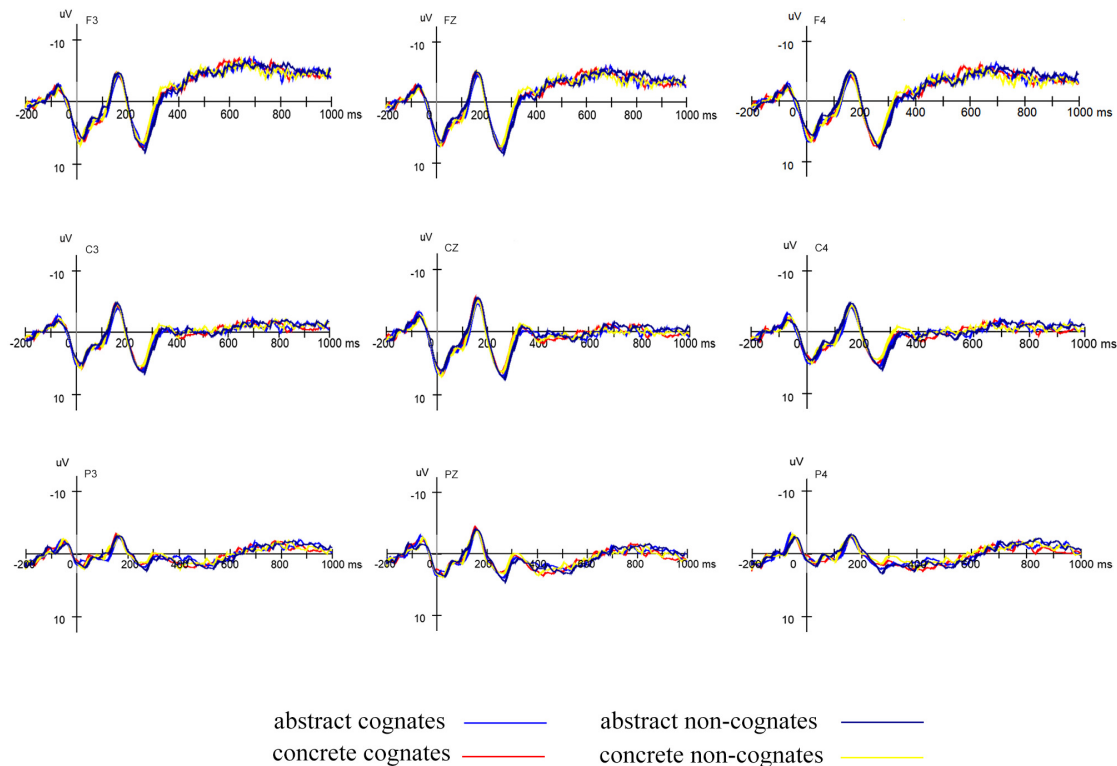 uV F3
-10
-200 0 200 400 600 800 1000 ms
10
uV FZ
-10
-200 0 200 400 600 800 1000 ms
10
uV F4
-10
-200 0 200 400 600 800 1000 ms
10
uV C3
-10
-200 0 200 400 600 800 1000 ms
10
uV CZ
-10
-200 0 200 400 600 800 1000 ms
10
uV C4
-10
-200 0 200 400 600 800 1000 ms
10
uV P3
-10
-200 0 200 400 600 800 1000 ms
10
uV PZ
-10
-200 0 200 400 600 800 1000 ms
10
uV P4
-10
-200 0 200 400 600 800 1000 ms
10
abstract cognates abstract non-cognates
concrete cognates concrete non-cognates